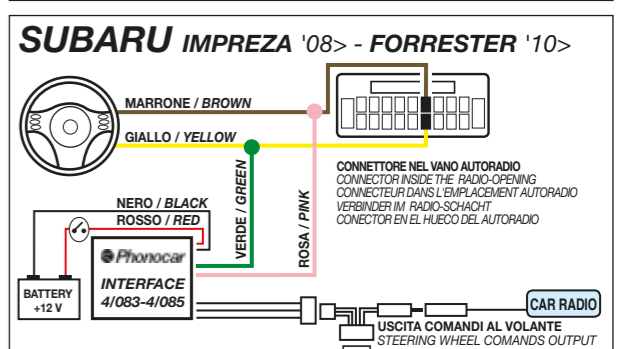 SUBARU IMPREZA '08> - FORRESTER '10>
MARRONE / BROWN
GIALLO / YELLOW
CONNETTORE NEL VANO AUTORADIO
CONNECTOR INSIDE THE RADIO-OPENING
CONNECTEUR DANS L'EMPLACEMENT AUTORADIO
VERBINDER IM RADIO-SCHACHT
CONECTOR EN EL HUECO DEL AUTORADIO
NERO / BLACK
ROSSO / RED
VERDE / GREEN
ROSA / PINK
Phonocar
INTERFACE
4/083-4/085
BATTERY
+12 V
CAR RADIO
USCITA COMANDI AL VOLANTE
STEERING WHEEL COMANDS OUTPUT